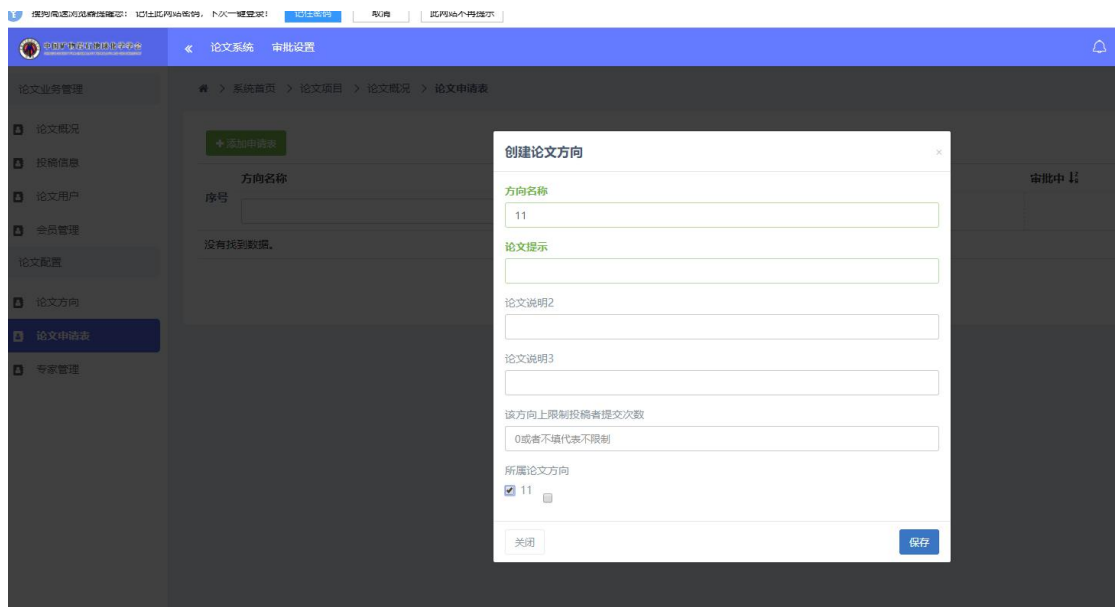 搜狗高速浏览器提醒您：记住此网站密码，下次一键登录！ 记住密码 取消 此网站不再提示
« 论文系统 审批设置
论文业务管理
> 系统首页 > 论文项目 > 论文概况 > 论文申请表
论文概况
+添加申请表
投稿信息
论文用户
会员管理
论文配置
论文方向
论文申请表
专家管理
方向名称
审批中
序号
没有找到数据。
创建论文方向 ×
方向名称
11
论文提示
论文说明2
论文说明3
该方向上限制投稿者提交次数
0或者不填代表不限制
所属论文方向
11
关闭 保存